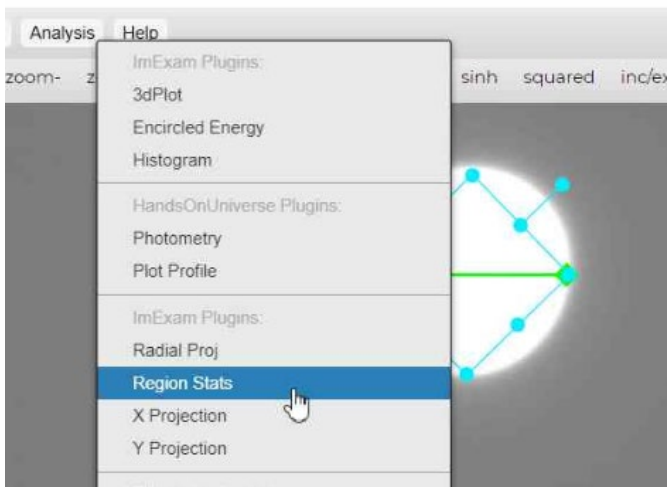 Analysis Help
zoom- z sinh squared inc/ex
ImExam Plugins:
3dPlot
Encircled Energy
Histogram
HandsOnUniverse Plugins:
Photometry
Plot Profile
ImExam Plugins:
Radial Proj
Region Stats
X Projection
Y Projection